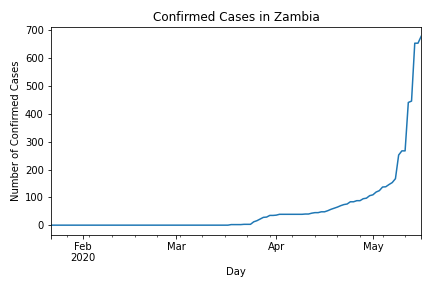 Confirmed Cases in Zambia
700
600
500
400
300
200
100
0
Number of Confirmed Cases
Feb
2020
Mar
Apr
May
Day